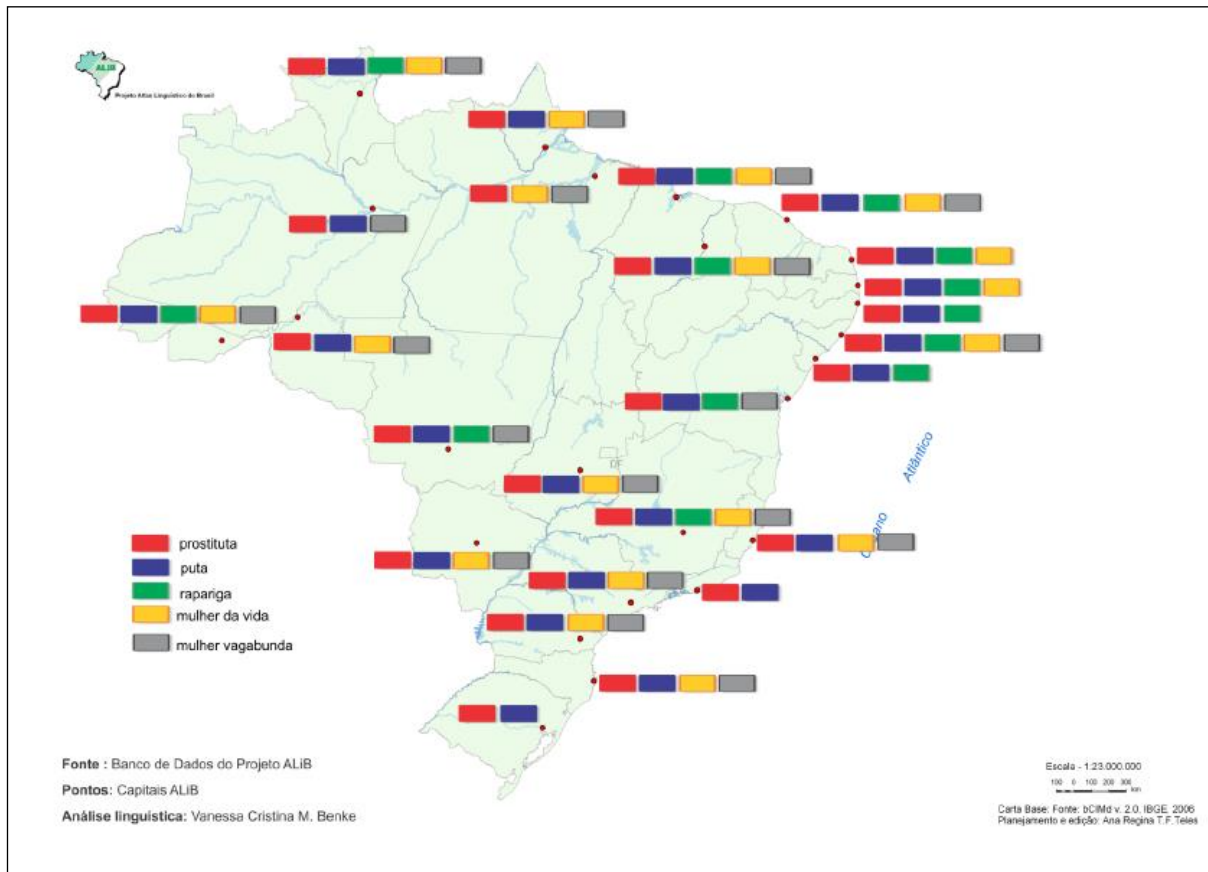 ALiB
Projeto Atlas Linguístico do Brasil
DF
Oceano Atlântico
prostituta
puta
rapariga
mulher da vida
mulher vagabunda
Fonte : Banco de Dados do Projeto ALiB
Pontos: Capitais ALiB
Análise linguística: Vanessa Cristina M. Benke
Escala - 1:23.000.000
100 0 100 200 300
km
Carta Base: Fonte: bCIMd v. 2.0, IBGE, 2006
Planejamento e edição: Ana Regina T.F. Teles